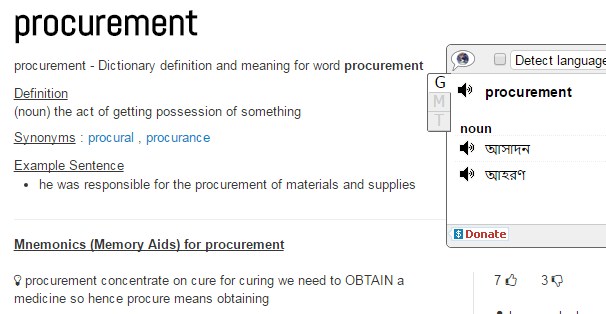 procurement
procurement - Dictionary definition and meaning for word procurement
Definition
(noun) the act of getting possession of something
Synonyms : procural , procurance
Example Sentence
he was responsible for the procurement of materials and supplies
Mnemonics (Memory Aids) for procurement
procurement concentrate on cure for curing we need to OBTAIN a
medicine so hence procure means obtaining
7 3
Detect language
G
M
T
procurement
noun
আসাদন
আহরণ
$ Donate